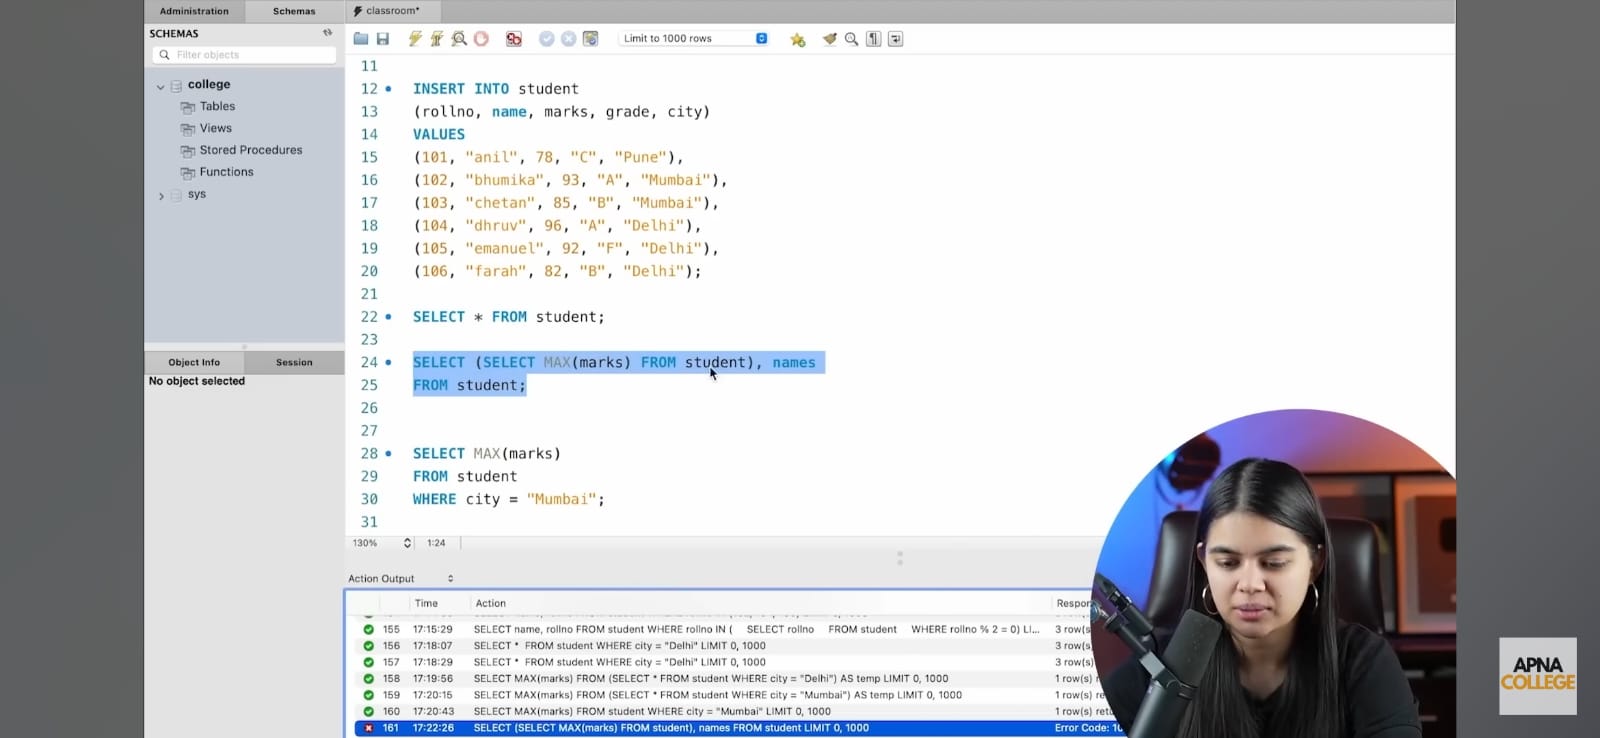 Administration
Schemas
classroom*
SCHEMAS
Filter objects
college
Tables
Views
Stored Procedures
Functions
sys
Object Info
Session
No object selected
Limit to 1000 rows
11
12 INSERT INTO student
13 (rollno, name, marks, grade, city)
14 VALUES
15 (101, "anil", 78, "C", "Pune"),
16 (102, "bhumika", 93, "A", "Mumbai"),
17 (103, "chetan", 85, "B", "Mumbai"),
18 (104, "dhruv", 96, "A", "Delhi"),
19 (105, "emanuel", 92, "F", "Delhi"),
20 (106, "farah", 82, "B", "Delhi");
21
22 SELECT * FROM student;
23
24 SELECT (SELECT MAX(marks) FROM student), names
25 FROM student;
26
27
28 SELECT MAX(marks)
29 FROM student
30 WHERE city = "Mumbai";
31
130% 1:24
Action Output
Time Action Respon
155 17:15:29 SELECT name, rollno FROM student WHERE rollno IN ( SELECT rollno FROM student WHERE rollno % 2 = 0) LI... 3 row(s)
156 17:18:07 SELECT * FROM student WHERE city = "Delhi" LIMIT 0, 1000 3 row(s)
157 17:18:29 SELECT * FROM student WHERE city = "Delhi" LIMIT 0, 1000 3 row(s)
158 17:19:56 SELECT MAX(marks) FROM (SELECT * FROM student WHERE city = "Delhi") AS temp LIMIT 0, 1000 1 row(s) re
159 17:20:15 SELECT MAX(marks) FROM (SELECT * FROM student WHERE city = "Mumbai") AS temp LIMIT 0, 1000 1 row(s) re
160 17:20:43 SELECT MAX(marks) FROM student WHERE city = "Mumbai" LIMIT 0, 1000 1 row(s) retu
161 17:22:26 SELECT (SELECT MAX(marks) FROM student), names FROM student LIMIT 0, 1000 Error Code: 10
APNA
COLLEGE